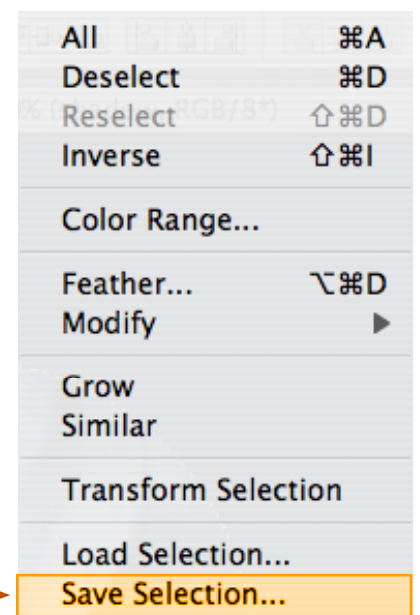 All ⌘A
Deselect ⌘D
Reselect ⇧⌘D
Inverse ⇧⌘I
Color Range...
Feather... ⌥⌘D
Modify ▶
Grow
Similar
Transform Selection
Load Selection...
Save Selection...